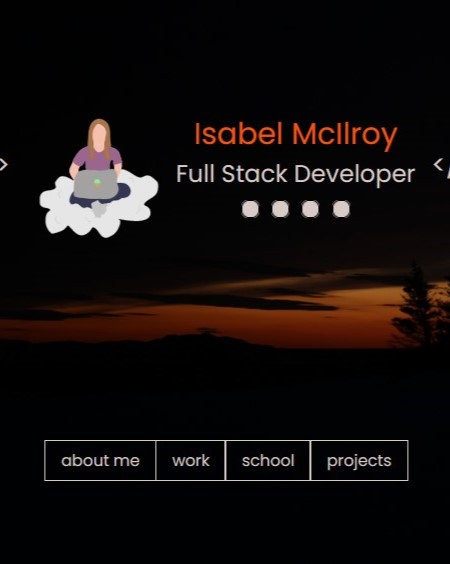 >
Isabel McIlroy
Full Stack Developer
</
about me
work
school
projects